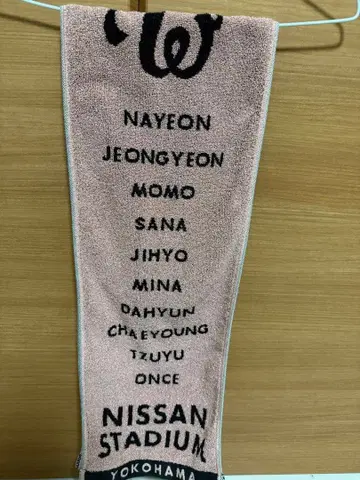 NAYEON
JEONGYEON
MOMO
SANA
JIHYO
MINA
DAHYUN
CHAEYOUNG
TZUYU
ONCE
NISSAN
STADIUM
YOKOHAMA